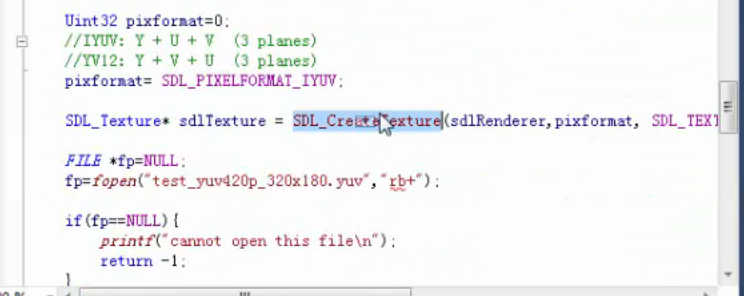 Uint32 pixformat=0;
//IYUV: Y + U + V (3 planes)
//YV12: Y + V + U (3 planes)
pixformat= SDL_PIXELFORMAT_IYUV;
SDL_Texture* sdlTexture = SDL_CreateTexture(sdlRenderer,pixformat, SDL_TEXT
FILE *fp=NULL;
fp=fopen("test_yuv420p_320x180.yuv","rb+");
if(fp==NULL){
printf("cannot open this file\n");
return -1;
}